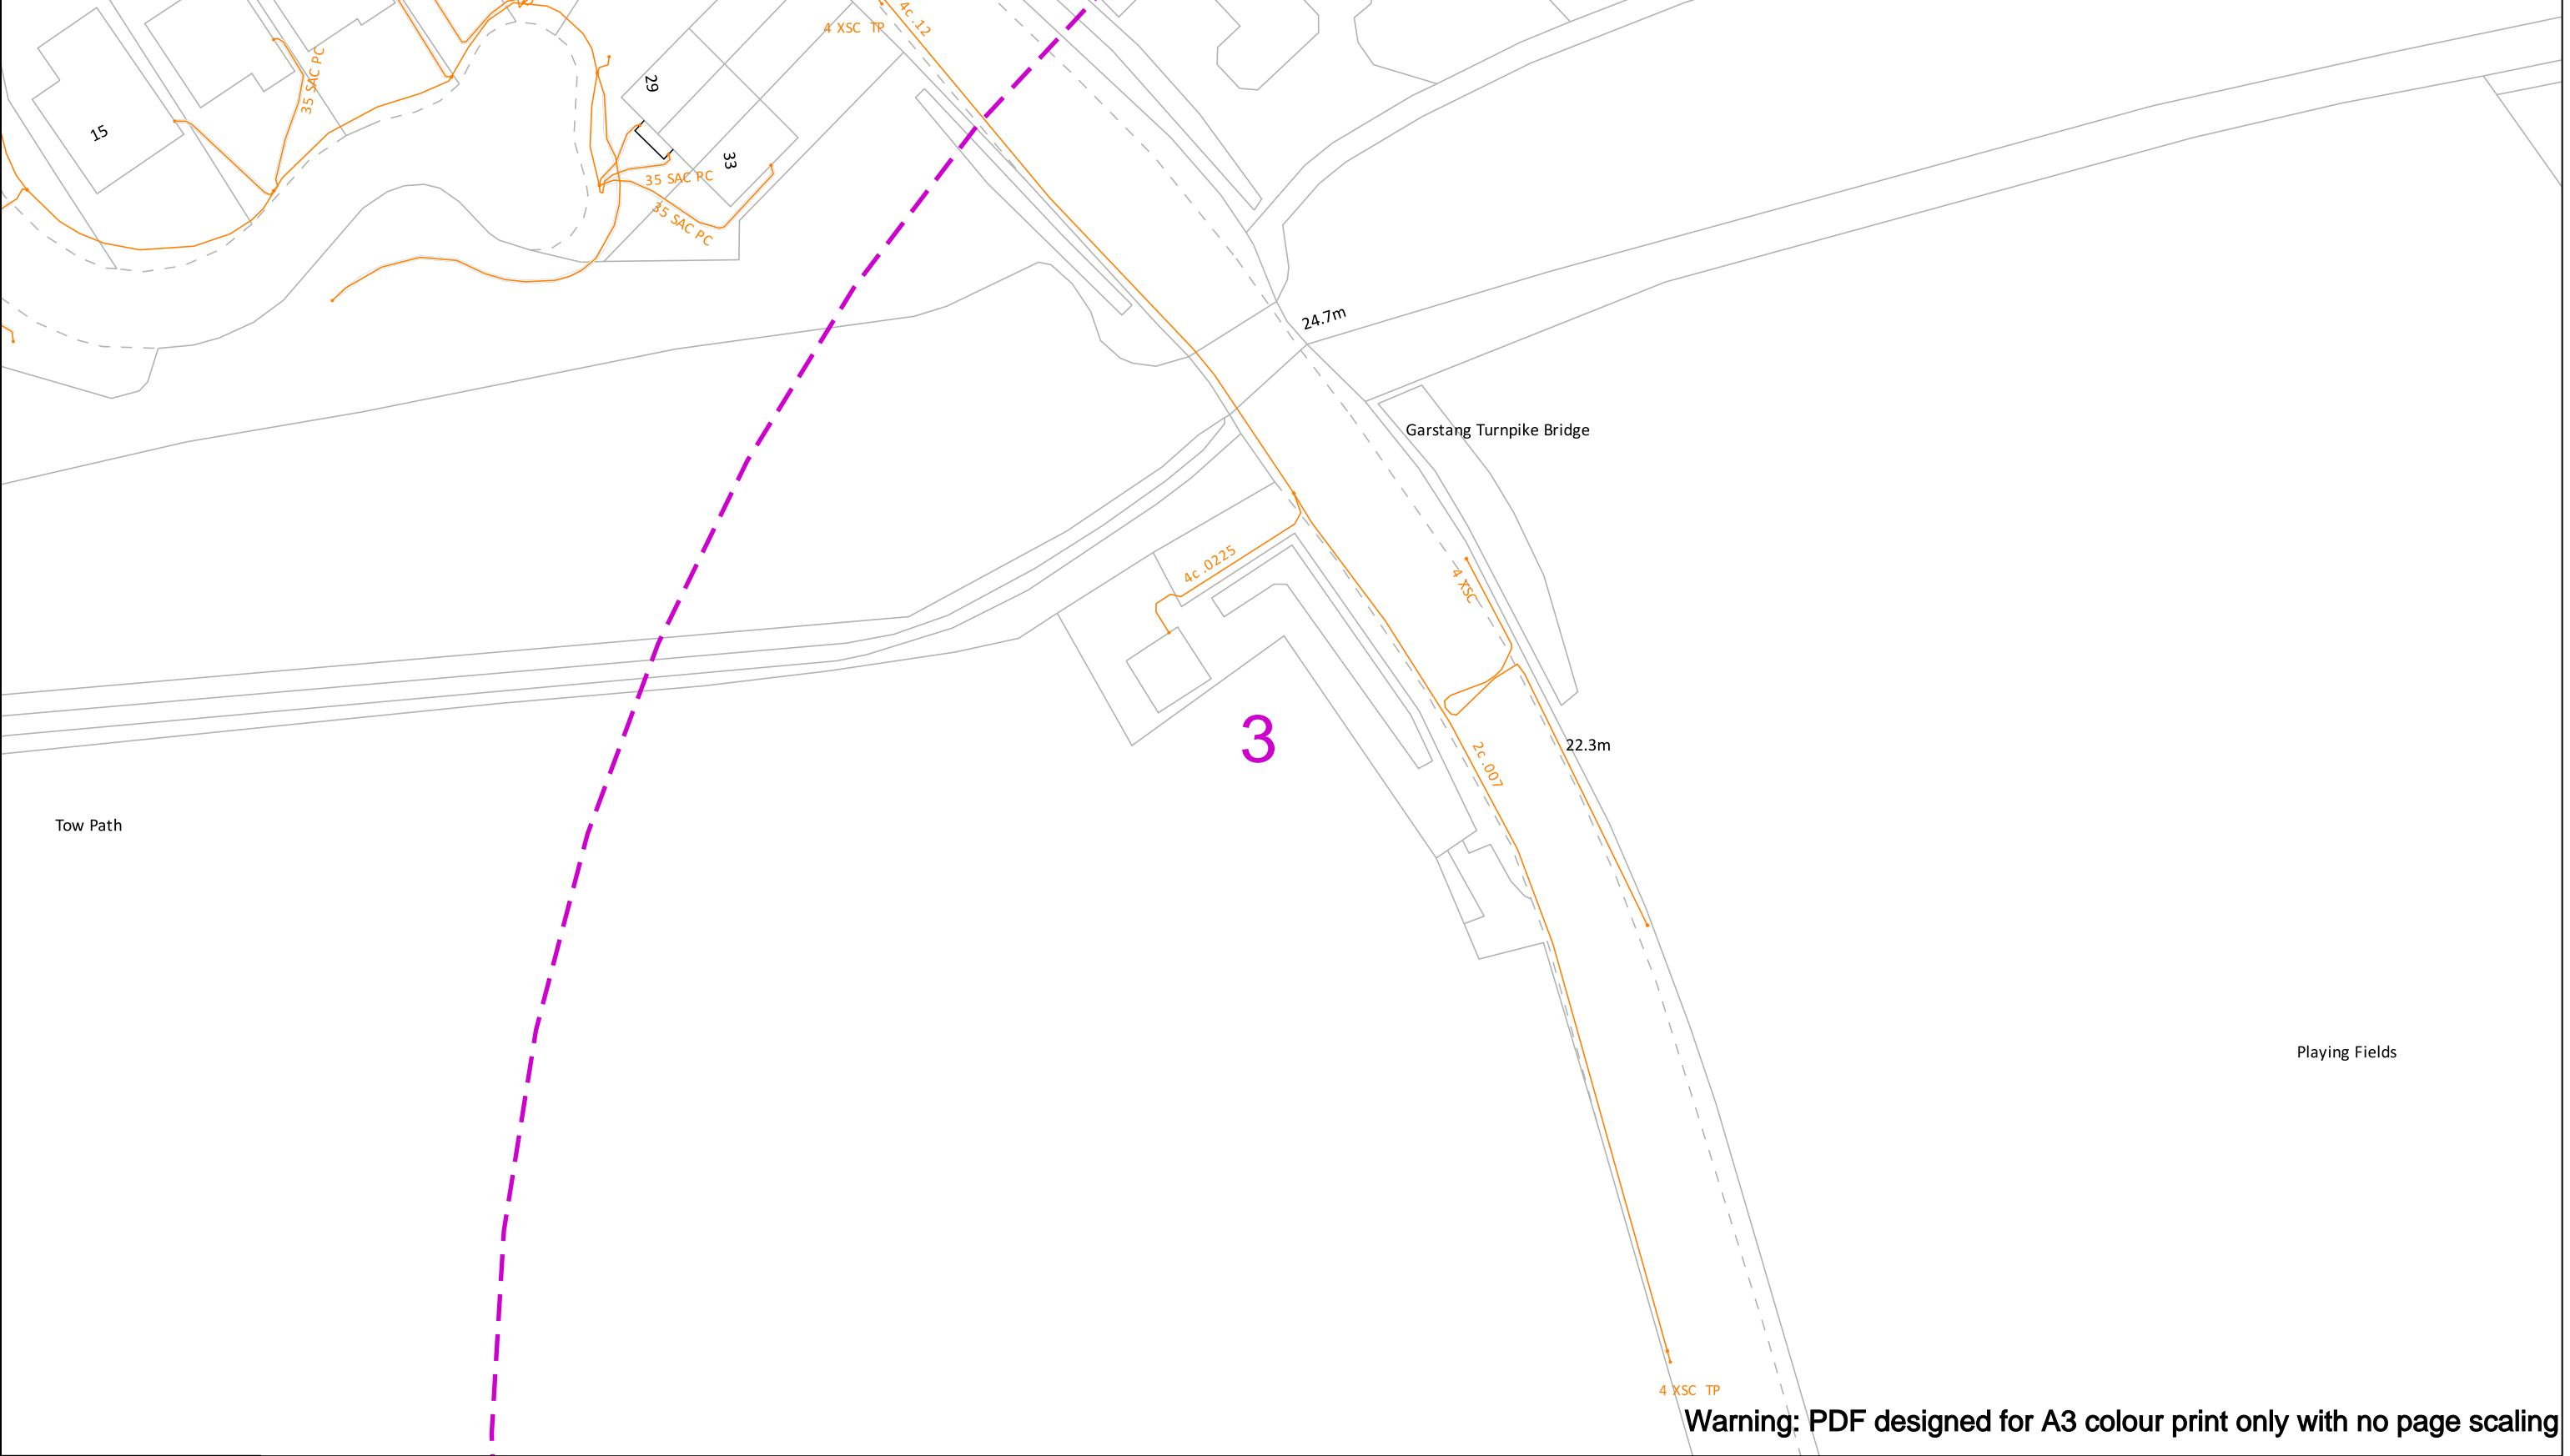 4c .12
4 XSC TP
35 SAC PC
29
15
33
35 SAC PC
35 SAC PC
24.7m
Garstang Turnpike Bridge
4c .0225
4 XSC
3
22.3m
2c .007
Tow Path
Playing Fields
4 XSC TP
Warning: PDF designed for A3 colour print only with no page scaling